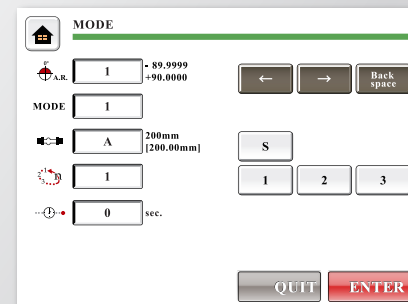 MODE
0°
A.R. 1 - 89.9999
+90.0000
← → Back
space
MODE 1
A 200mm
[200.00mm]
S
n 1
1 2 3
0 sec.
QUIT ENTER